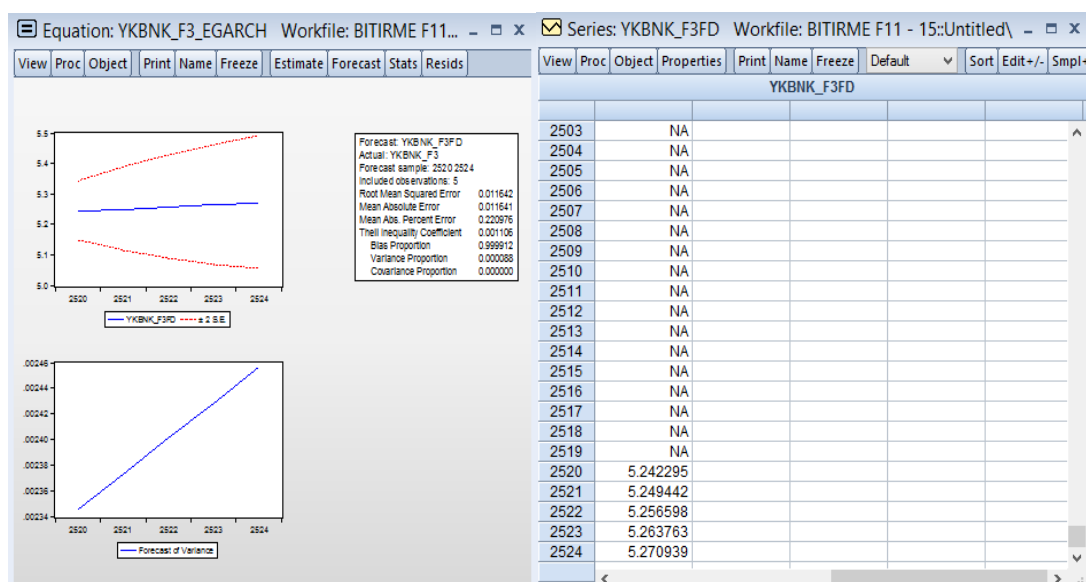 Equation: YKBNK_F3_EGARCH Workfile: BITIRME F11...
View Proc Object Print Name Freeze Estimate Forecast Stats Resids
5.5
5.4
5.3
5.2
5.1
5.0
2520 2521 2522 2523 2524
YKBNK_F3FD ± 2 S.E.
Forecast: YKBNK_F3FD
Actual: YKBNK_F3
Forecast sample: 2520 2524
Included observations: 5
Root Mean Squared Error 0.011642
Mean Absolute Error 0.011641
Mean Abs. Percent Error 0.220976
Theil Inequality Coefficient 0.001106
Bias Proportion 0.999912
Variance Proportion 0.000088
Covariance Proportion 0.000000
.00246
.00244
.00242
.00240
.00238
.00236
.00234
2520 2521 2522 2523 2524
Forecast of Variance
Series: YKBNK_F3FD Workfile: BITIRME F11 - 15::Untitled\
View Proc Object Properties Print Name Freeze Default Sort Edit+/- Smpl+
YKBNK_F3FD
2503 NA
2504 NA
2505 NA
2506 NA
2507 NA
2508 NA
2509 NA
2510 NA
2511 NA
2512 NA
2513 NA
2514 NA
2515 NA
2516 NA
2517 NA
2518 NA
2519 NA
2520 5.242295
2521 5.249442
2522 5.256598
2523 5.263763
2524 5.270939